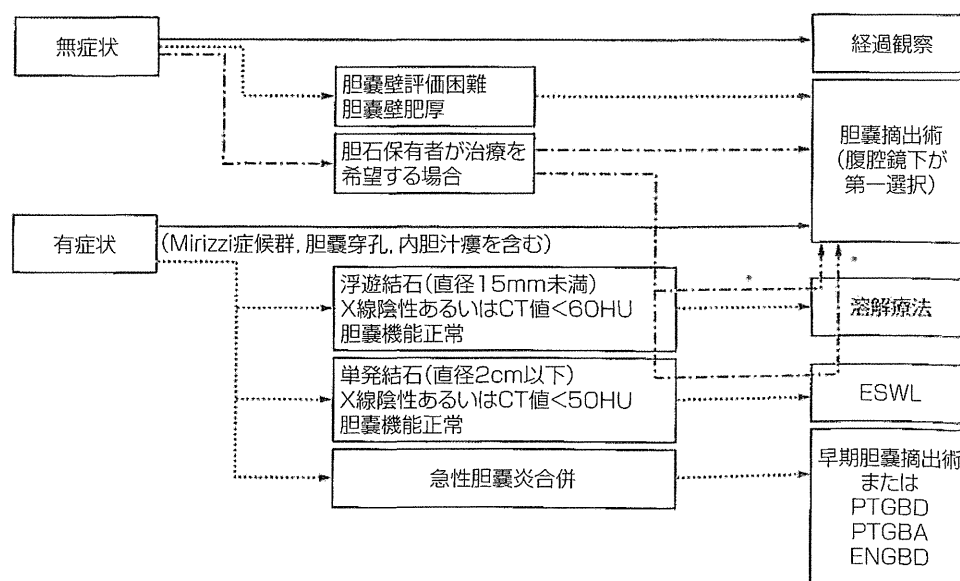 無症状
経過観察
胆嚢壁評価困難
胆嚢壁肥厚
胆石保有者が治療を
希望する場合
胆嚢摘出術
(腹腔鏡下が
第一選択)
有症状
(Mirizzi症候群, 胆嚢穿孔, 内胆汁瘻を含む)
浮遊結石(直径15mm未満)
X線陰性あるいはCT値<60HU
胆嚢機能正常
溶解療法
単発結石(直径2cm以下)
X線陰性あるいはCT値<50HU
胆嚢機能正常
ESWL
急性胆嚢炎合併
早期胆嚢摘出術
または
PTGBD
PTGBA
ENGBD
*
*